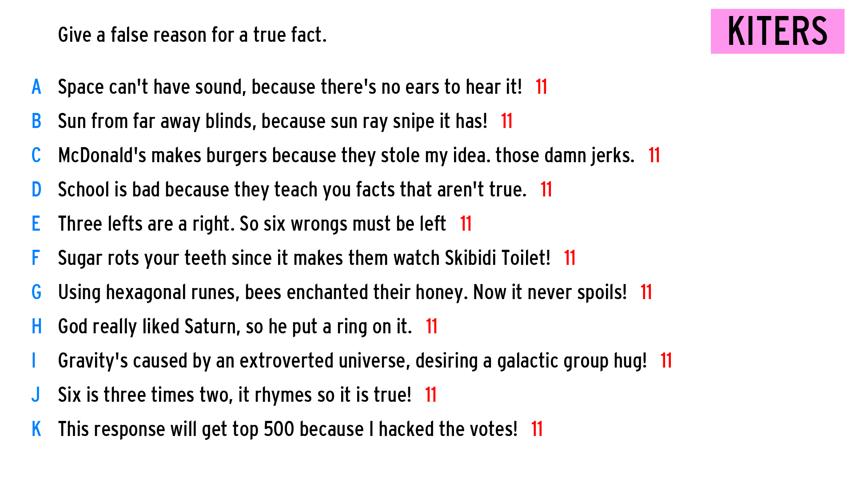 Give a false reason for a true fact.
KITERS
A Space can't have sound, because there's no ears to hear it! 11
B Sun from far away blinds, because sun ray snipe it has! 11
C McDonald's makes burgers because they stole my idea. those damn jerks. 11
D School is bad because they teach you facts that aren't true. 11
E Three lefts are a right. So six wrongs must be left 11
F Sugar rots your teeth since it makes them watch Skibidi Toilet! 11
G Using hexagonal runes, bees enchanted their honey. Now it never spoils! 11
H God really liked Saturn, so he put a ring on it. 11
I Gravity's caused by an extroverted universe, desiring a galactic group hug! 11
J Six is three times two, it rhymes so it is true! 11
K This response will get top 500 because I hacked the votes! 11